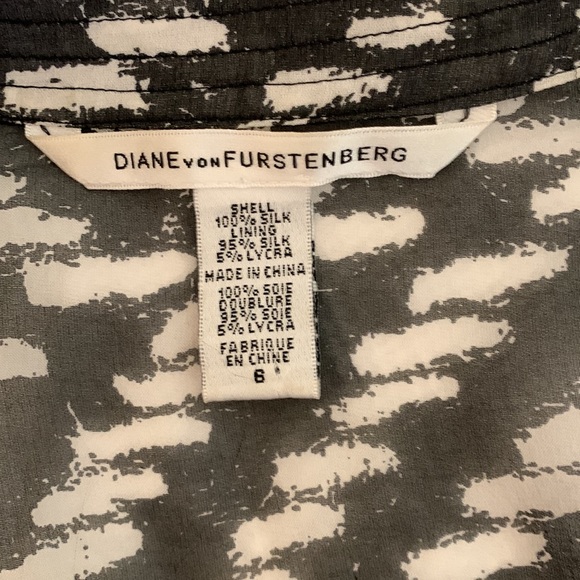 DIANE VON FURSTENBERG
SHELL
100% SILK
LINING
95% SILK
5% LYCRA
MADE IN CHINA
100% SOIE
DOUBLURE
95% SOIE
5% LYCRA
FABRIQUE
EN CHINE
6